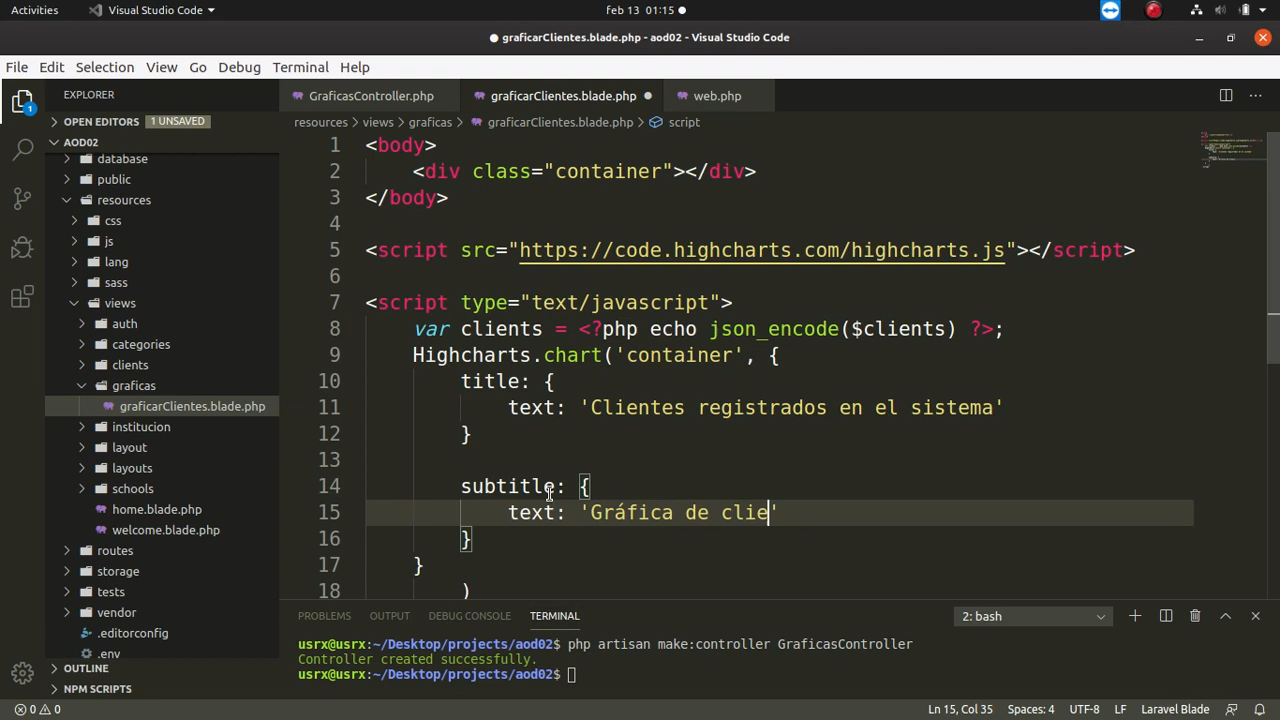 Activities
Visual Studio Code
feb 13 01:15
graficarClientes.blade.php - aod02 - Visual Studio Code
File Edit Selection View Go Debug Terminal Help
EXPLORER
GraficasController.php
graficarClientes.blade.php
web.php
1
OPEN EDITORS
1 UNSAVED
resources
views
graficas
graficarClientes.blade.php
script
AOD02
database
public
resources
css
js
lang
sass
views
auth
categories
clients
graficas
graficarClientes.blade.php
institucion
layout
layouts
schools
home.blade.php
welcome.blade.php
routes
storage
tests
vendor
.editorconfig
.env
OUTLINE
NPM SCRIPTS
1 <body>
2 <div class="container"></div>
3 </body>
4
5 <script src="https://code.highcharts.com/highcharts.js"></script>
6
7 <script type="text/javascript">
8 var clients = <?php echo json_encode($clients) ?>;
9 Highcharts.chart('container', {
10 title: {
11 text: 'Clientes registrados en el sistema'
12 }
13
14 subtitle: {
15 text: 'Gráfica de clie'
16 }
17 }
18 )
PROBLEMS OUTPUT DEBUG CONSOLE TERMINAL
2: bash
usrx@usrx:~/Desktop/projects/aod02$ php artisan make:controller GraficasController
Controller created successfully.
usrx@usrx:~/Desktop/projects/aod02$
0 0
Ln 15, Col 35
Spaces: 4
UTF-8
LF
Laravel Blade